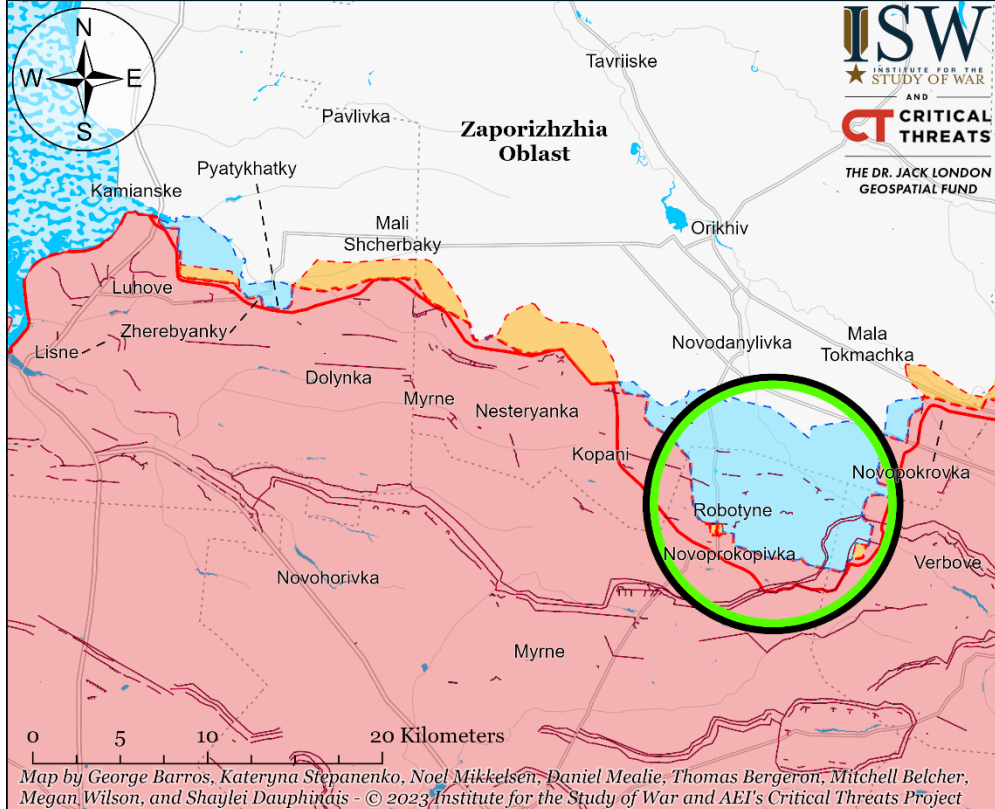 N
W
E
S
ISW
INSTITUTE FOR THE
STUDY OF WAR
AND
CT CRITICAL
THREATS
THE DR. JACK LONDON
GEOSPATIAL FUND
Tavriiske
Pavlivka
Zaporizhzhia
Oblast
Pyatykhatky
Kamianske
Mali
Shcherbaky
Orikhiv
Luhove
Zherebyanky
Lisne
Novodanylivka
Mala
Tokmachka
Dolynka
Myrne
Nesteryanka
Kopani
Novopokrovka
Robotyne
Novoprokopivka
Verbove
Novohorivka
Myrne
0 5 10 20 Kilometers
Map by George Barros, Kateryna Stepanenko, Noel Mikkelsen, Daniel Mealie, Thomas Bergeron, Mitchell Belcher,
Megan Wilson, and Shaylei Dauphinais - © 2023 Institute for the Study of War and AEI's Critical Threats Project